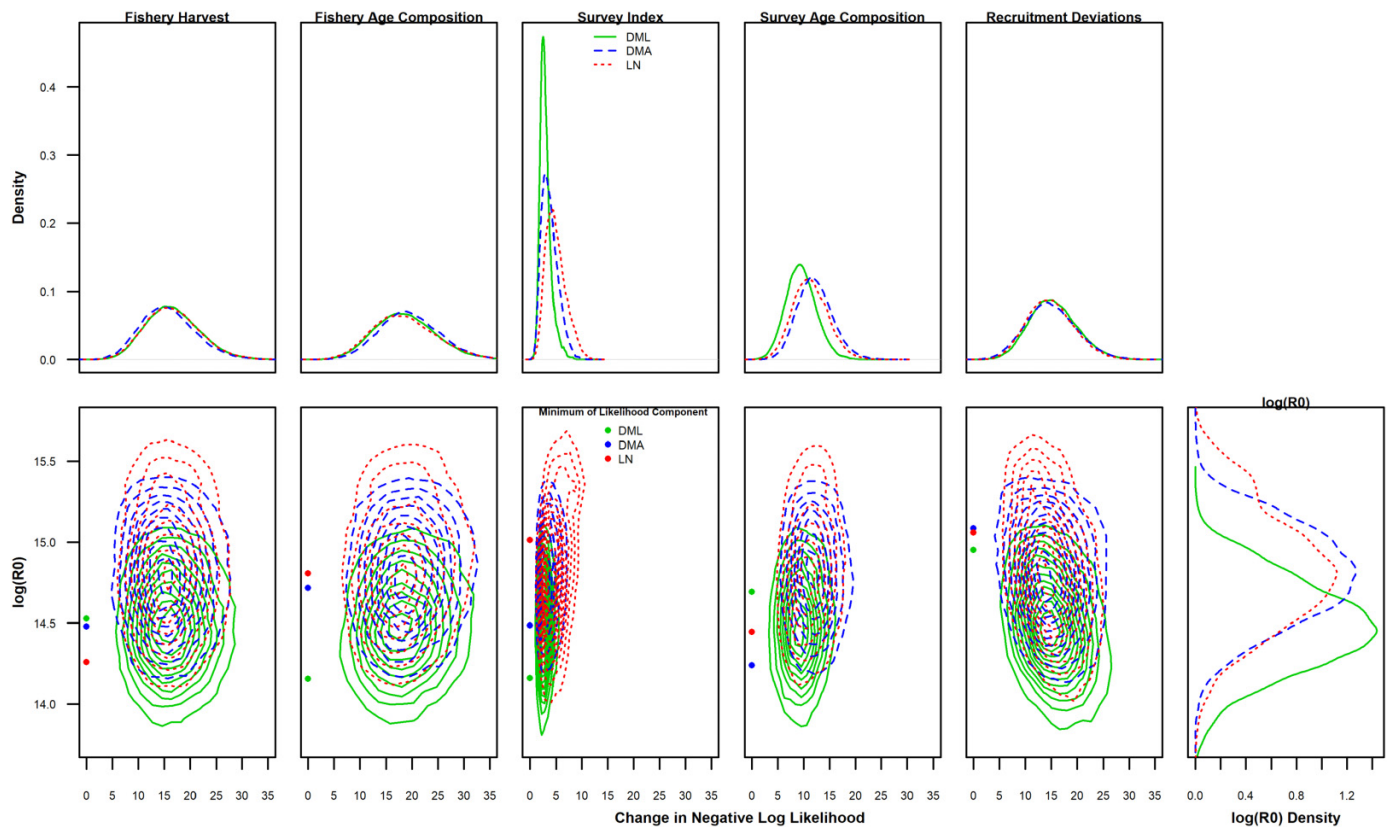 Fishery Harvest
Fishery Age Composition
Survey Index
Survey Age Composition
Recruitment Deviations
DML
DMA
LN
Density
0.4
0.3
0.2
0.1
0.0
Minimum of Likelihood Component
DML
DMA
LN
log(R0)
log(R0)
15.5
15.0
14.5
14.0
0 5 10 15 20 25 30 35
0 5 10 15 20 25 30 35
0 5 10 15 20 25 30 35
0 5 10 15 20 25 30 35
0 5 10 15 20 25 30 35
0.0 0.4 0.8 1.2
Change in Negative Log Likelihood
log(R0) Density